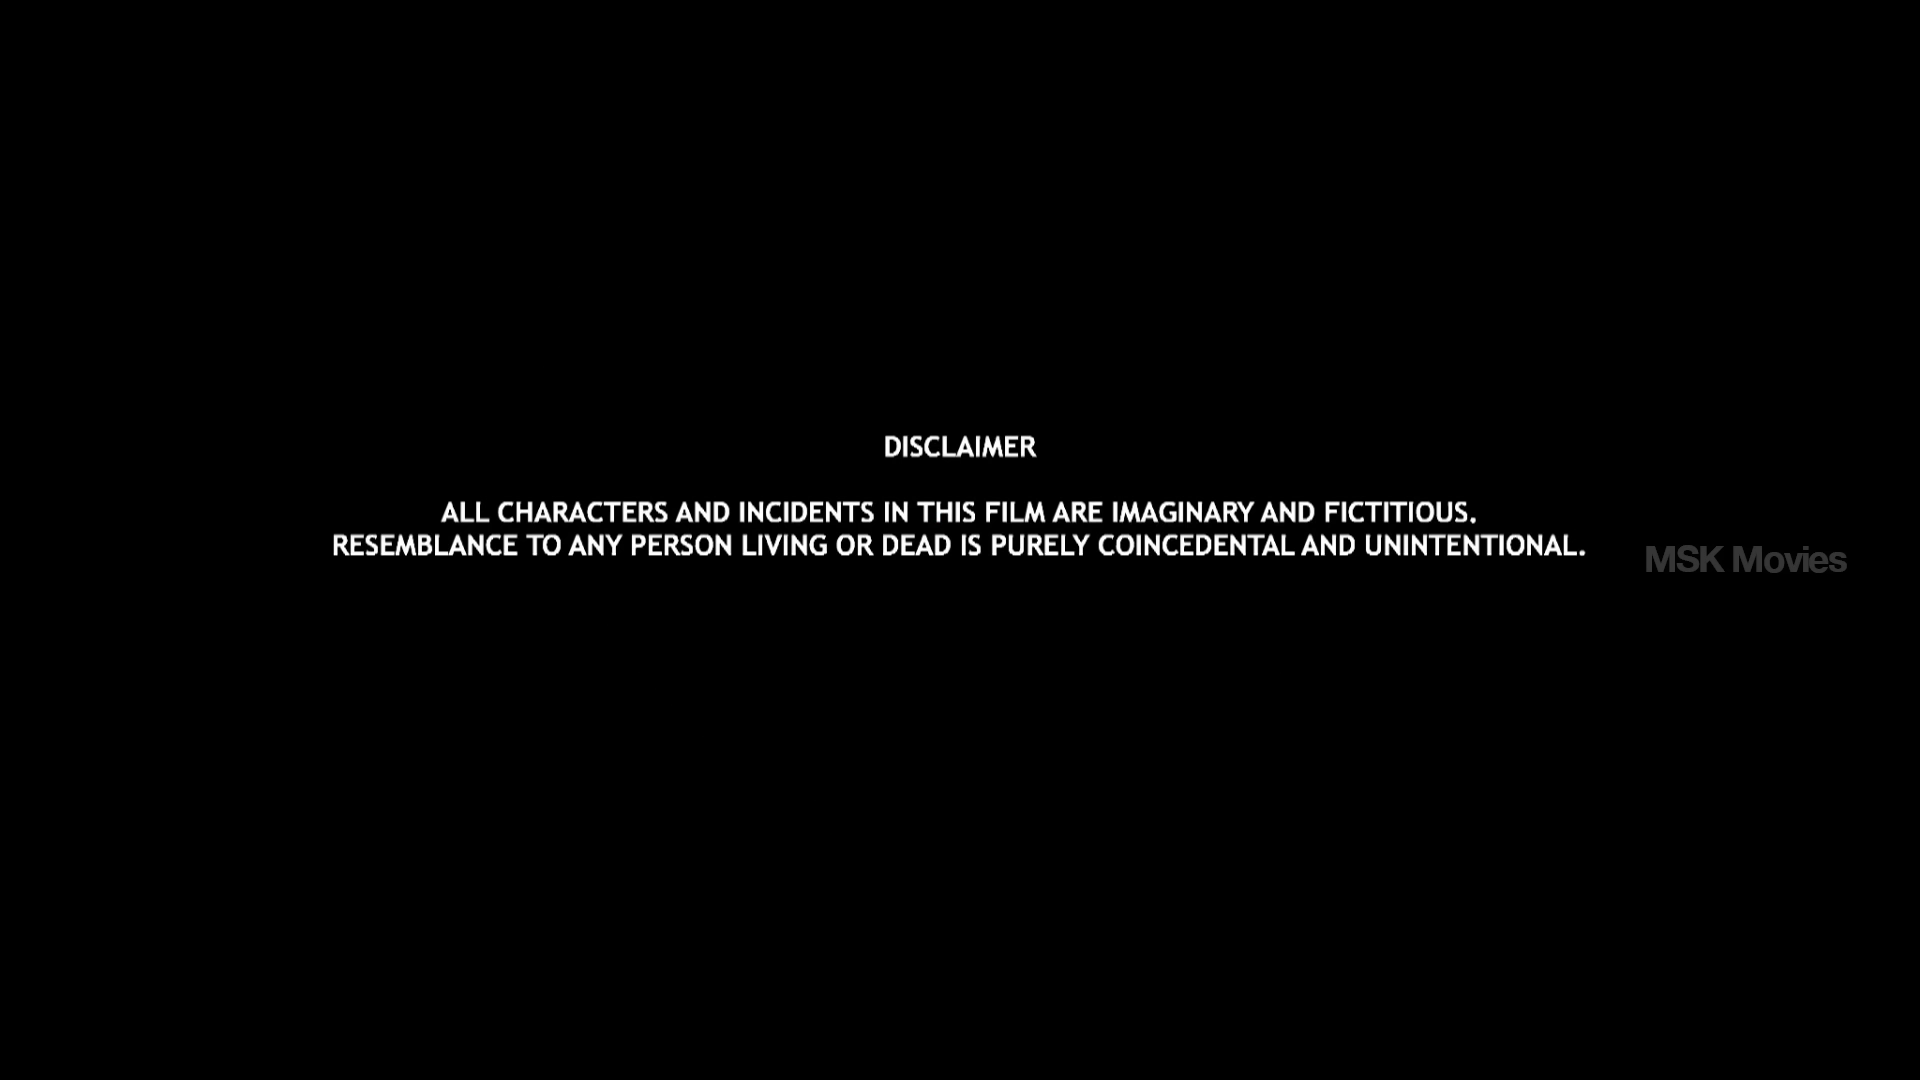 DISCLAIMER
ALL CHARACTERS AND INCIDENTS IN THIS FILM ARE IMAGINARY AND FICTITIOUS.
RESEMBLANCE TO ANY PERSON LIVING OR DEAD IS PURELY COINCEDENTAL AND UNINTENTIONAL.
MSK Movies